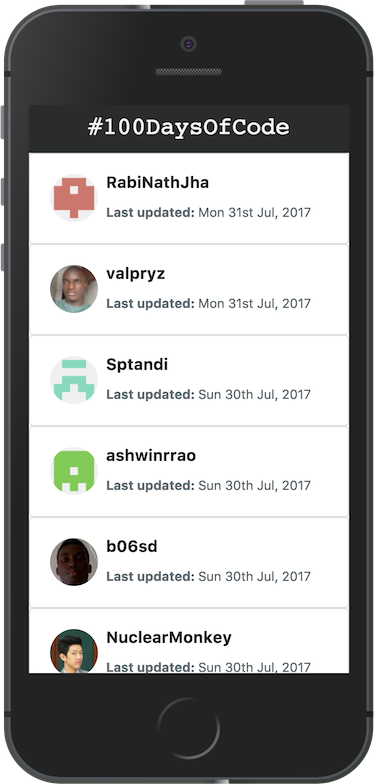 #100DaysOfCode
RabiNathJha
Last updated: Mon 31st Jul, 2017
valpryz
Last updated: Mon 31st Jul, 2017
Sptandi
Last updated: Sun 30th Jul, 2017
ashwinrrao
Last updated: Sun 30th Jul, 2017
b06sd
Last updated: Sun 30th Jul, 2017
NuclearMonkey
Last updated: Sun 30th Jul, 2017